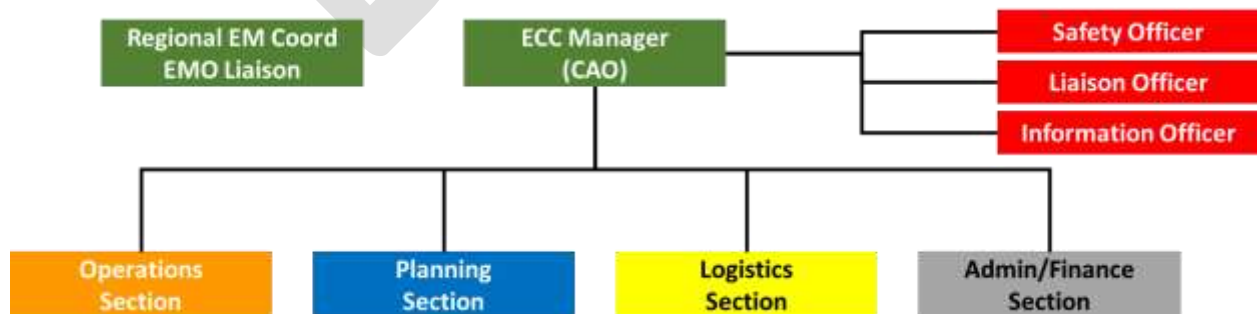 Regional EM Coord
EMO Liaison
ECC Manager
(CAO)
Safety Officer
Liaison Officer
Information Officer
Operations
Section
Planning
Section
Logistics
Section
Admin/Finance
Section